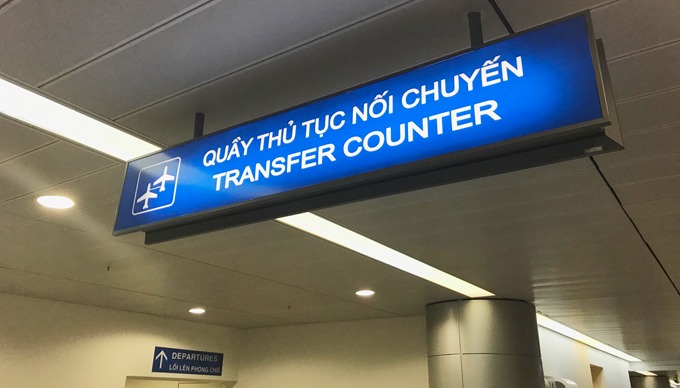 QUẦY THỦ TỤC NỐI CHUYẾN
TRANSFER COUNTER
DEPARTURES
LỐI LÊN PHÒNG CHỜ